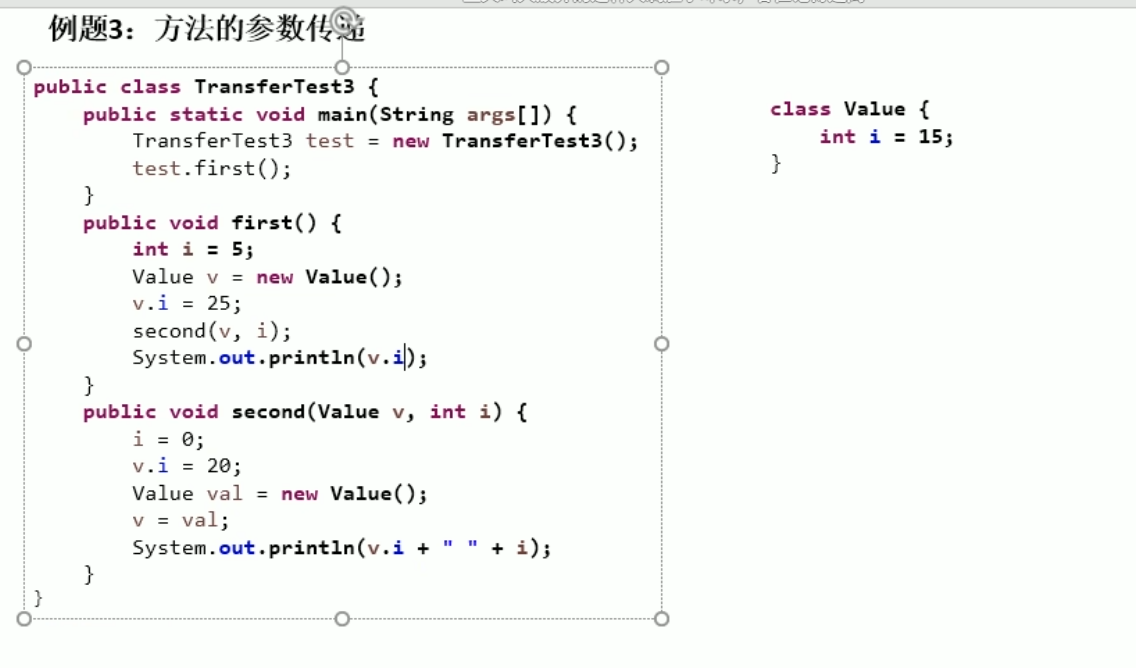 例题3：方法的参数传递
public class TransferTest3 {
public static void main(String args[]) {
TransferTest3 test = new TransferTest3();
test.first();
}
public void first() {
int i = 5;
Value v = new Value();
v.i = 25;
second(v, i);
System.out.println(v.i);
}
public void second(Value v, int i) {
i = 0;
v.i = 20;
Value val = new Value();
v = val;
System.out.println(v.i + " " + i);
}
}
class Value {
int i = 15;
}